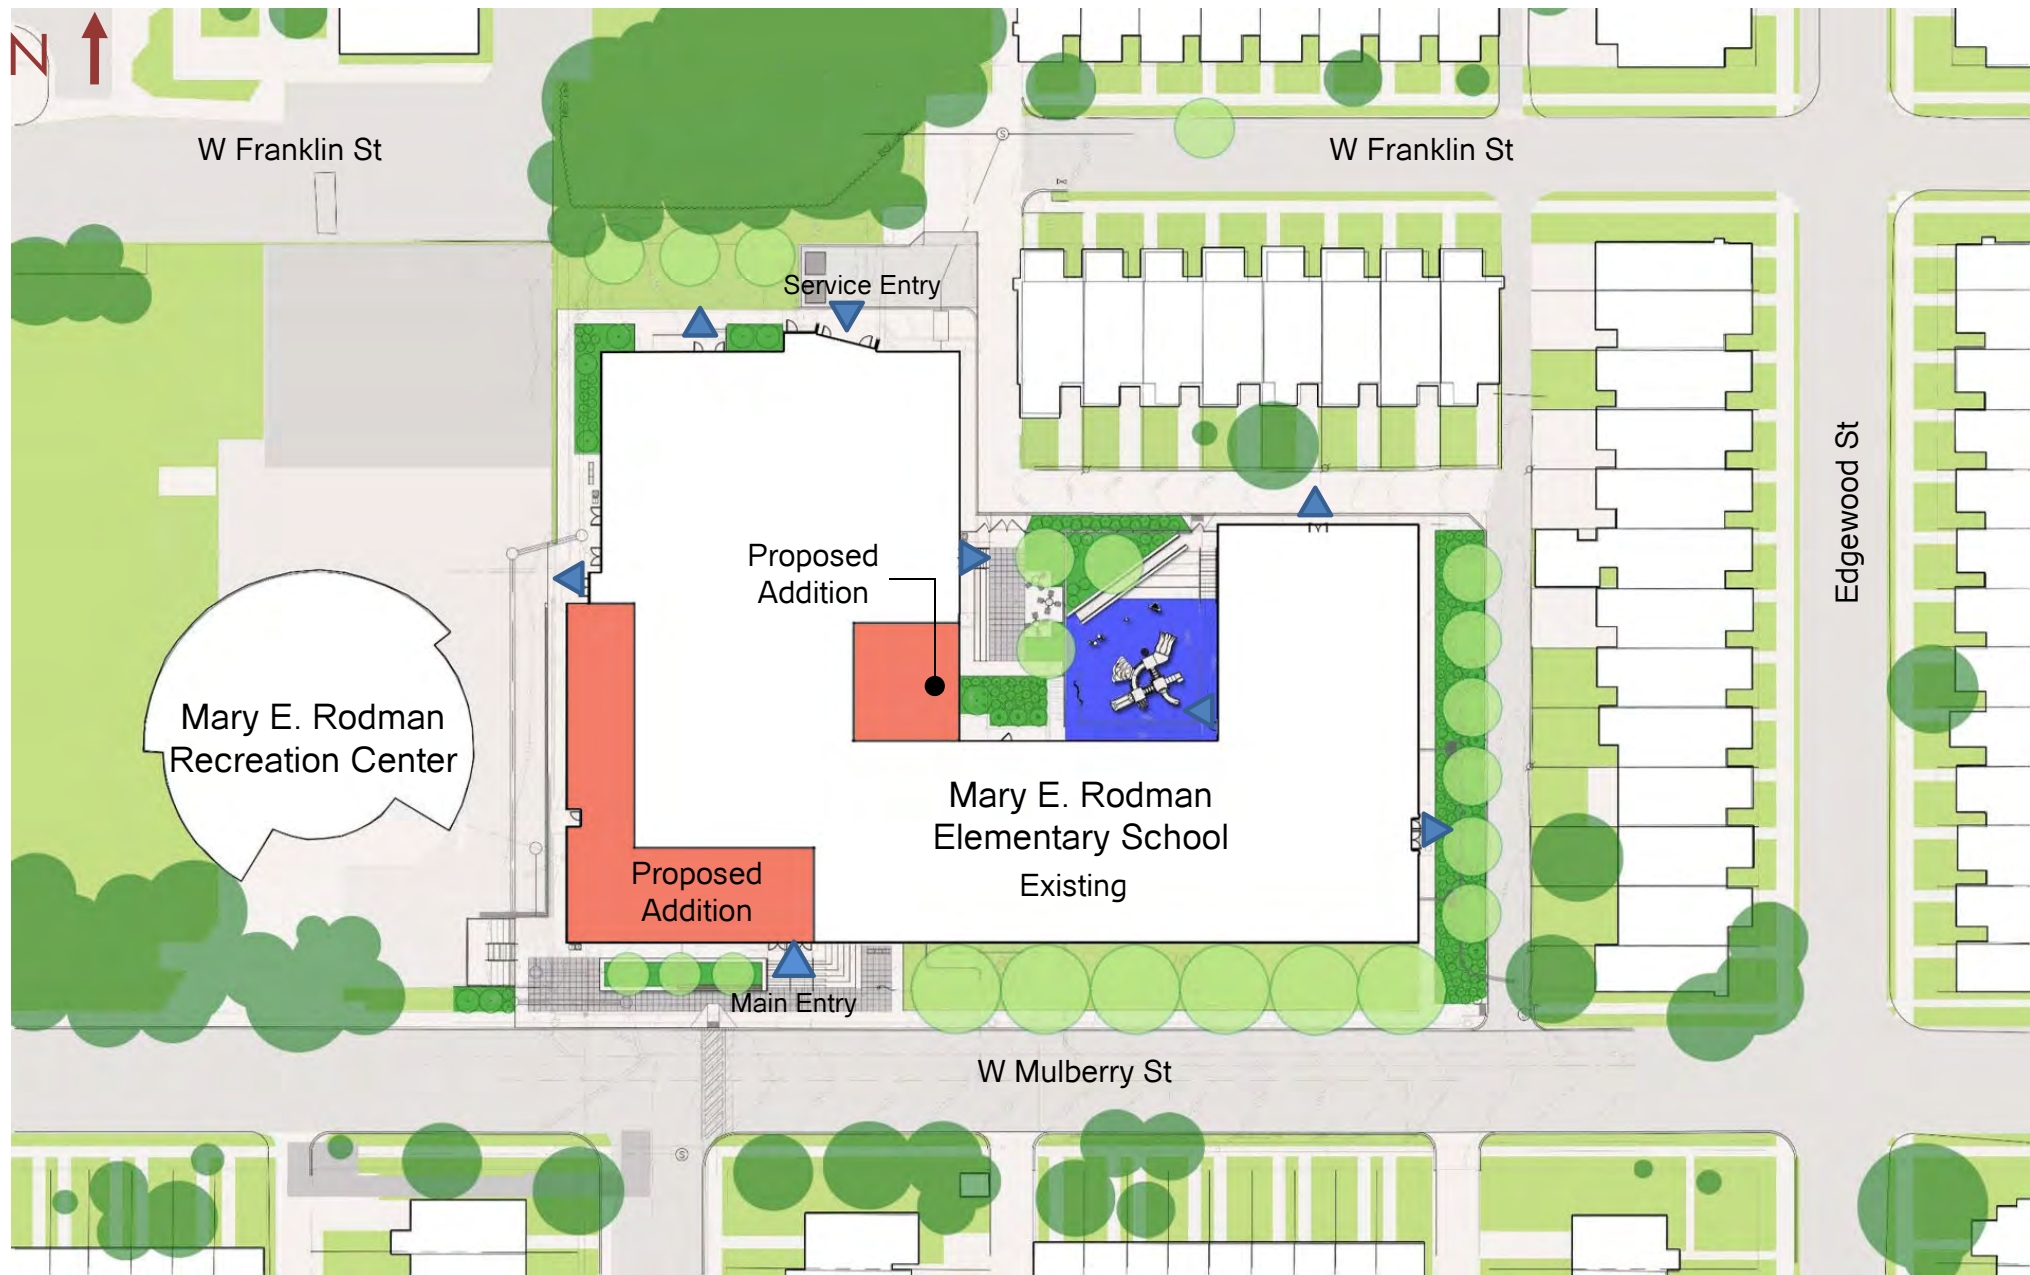 N
W Franklin St
W Franklin St
Service Entry
Edgewood St
Proposed
Addition
Mary E. Rodman
Recreation Center
Mary E. Rodman
Elementary School
Existing
Proposed
Addition
Main Entry
W Mulberry St
S
S